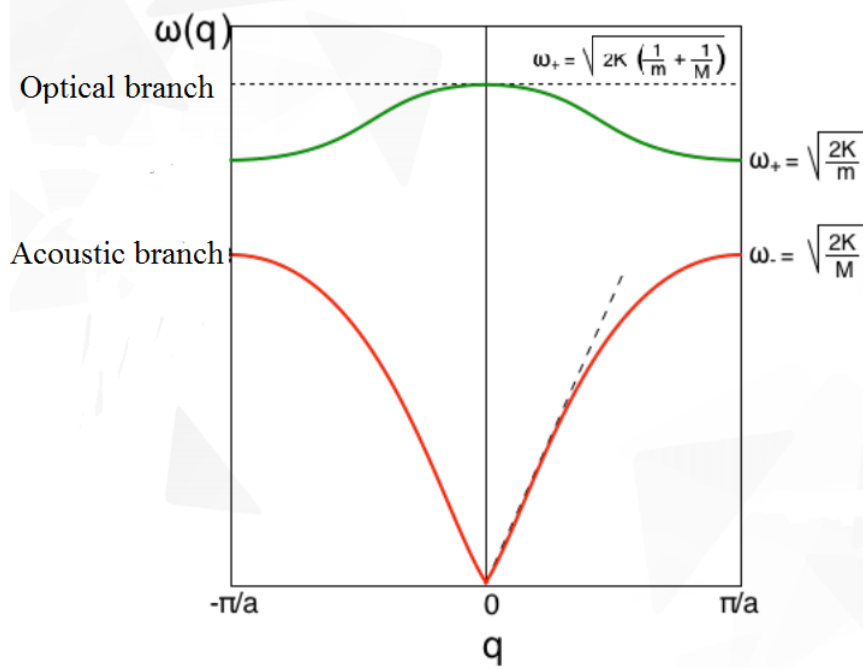 ω(q)
ω₊ = √2K (1/m + 1/M)
Optical branch
ω₊ = √2K/m
Acoustic branch
ω₋ = √2K/M
-π/a
0
π/a
q